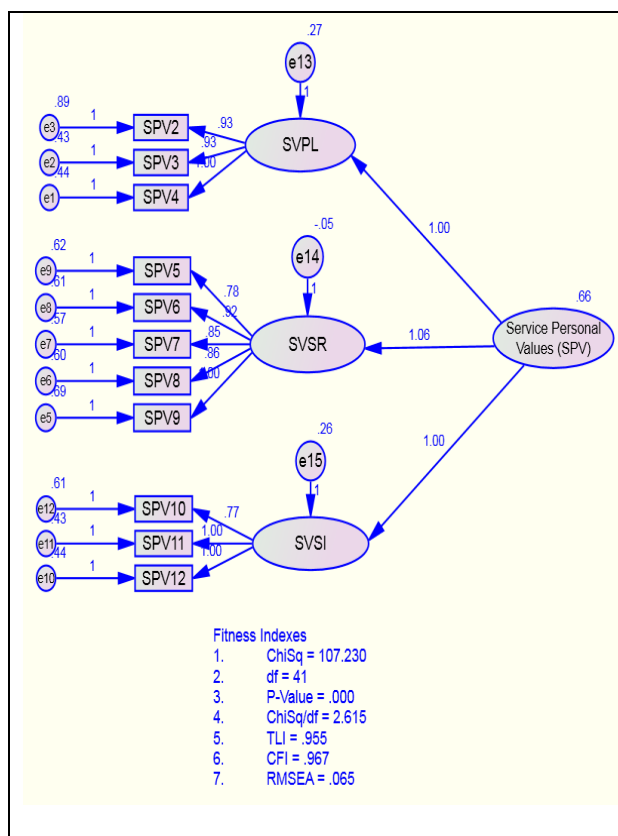 .27
e13
1
.89
e3
1
SPV2
.93
.43
e2
1
SPV3
.93
SVPL
.44
e1
1
SPV4
1.00
1.00
-.05
e14
1
.62
e9
1
SPV5
.78
.61
e8
1
SPV6
.92
.57
e7
1
SPV7
.85
SVSR
1.06
.66
Service Personal
Values (SPV)
.60
e6
1
SPV8
.86
.69
e5
1
SPV9
1.00
.26
e15
1
1.00
.61
e12
1
SPV10
.77
.43
e11
1
SPV11
1.00
SVSI
.44
e10
1
SPV12
1.00
Fitness Indexes
1. ChiSq = 107.230
2. df = 41
3. P-Value = .000
4. ChiSq/df = 2.615
5. TLI = .955
6. CFI = .967
7. RMSEA = .065